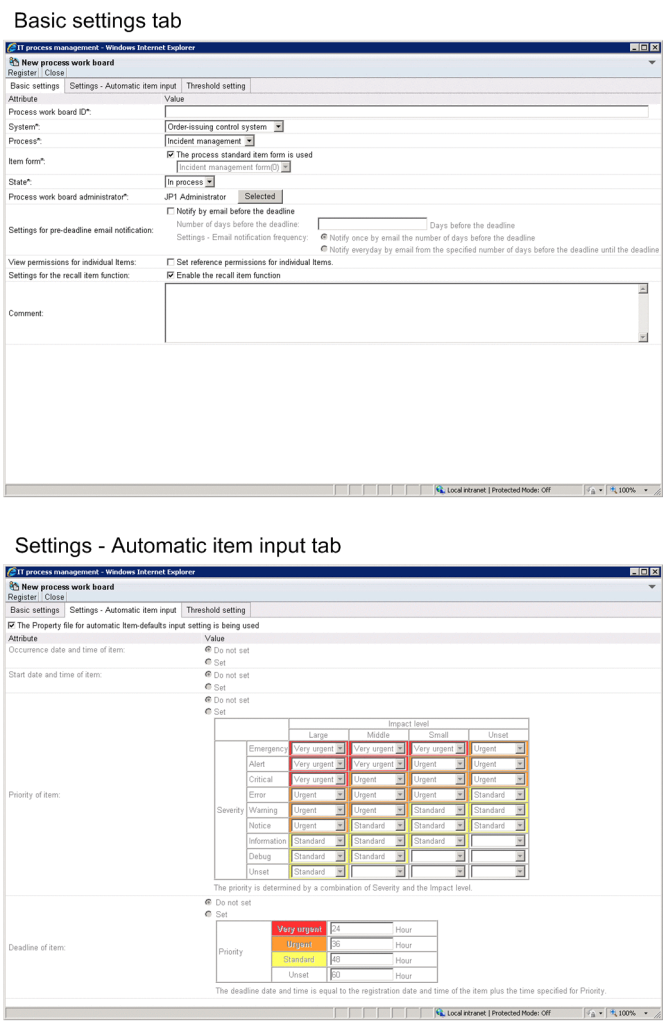 Basic settings tab
IT process management - Windows Internet Explorer
New process work board
Register Close
Basic settings Settings - Automatic item input Threshold setting
Attribute Value
Process work board ID*:
System*: Order-issuing control system
Process*: Incident management
Item form*: The process standard item form is used
Incident management form(0)
State*: In process
Process work board administrator*: JP1 Administrator Selected
Settings for pre-deadline email notification: Notify by email before the deadline
Number of days before the deadline: Days before the deadline
Settings - Email notification frequency: Notify once by email the number of days before the deadline
Notify everyday by email from the specified number of days before the deadline until the deadline
View permissions for individual Items: Set reference permissions for individual Items.
Settings for the recall item function: Enable the recall item function
Comment:
Local intranet | Protected Mode: Off 100%
Settings - Automatic item input tab
IT process management - Windows Internet Explorer
New process work board
Register Close
Basic settings Settings - Automatic item input Threshold setting
The Property file for automatic Item-defaults input setting is being used
Attribute Value
Occurrence date and time of item: Do not set
Set
Start date and time of item: Do not set
Set
Priority of item: Do not set
Set
Impact level
Large Middle Small Unset
Severity
Emergency Very urgent Very urgent Very urgent Urgent
Alert Very urgent Very urgent Urgent Urgent
Critical Very urgent Urgent Urgent Urgent
Error Urgent Urgent Urgent Standard
Warning Urgent Urgent Standard Standard
Notice Urgent Standard Standard Standard
Information Standard Standard Standard
Debug Standard Standard
Unset Standard
The priority is determined by a combination of Severity and the Impact level.
Deadline of item: Do not set
Set
Priority
Very urgent 24 Hour
Urgent 36 Hour
Standard 48 Hour
Unset 60 Hour
The deadline date and time is equal to the registration date and time of the item plus the time specified for Priority.
Local intranet | Protected Mode: Off 100%